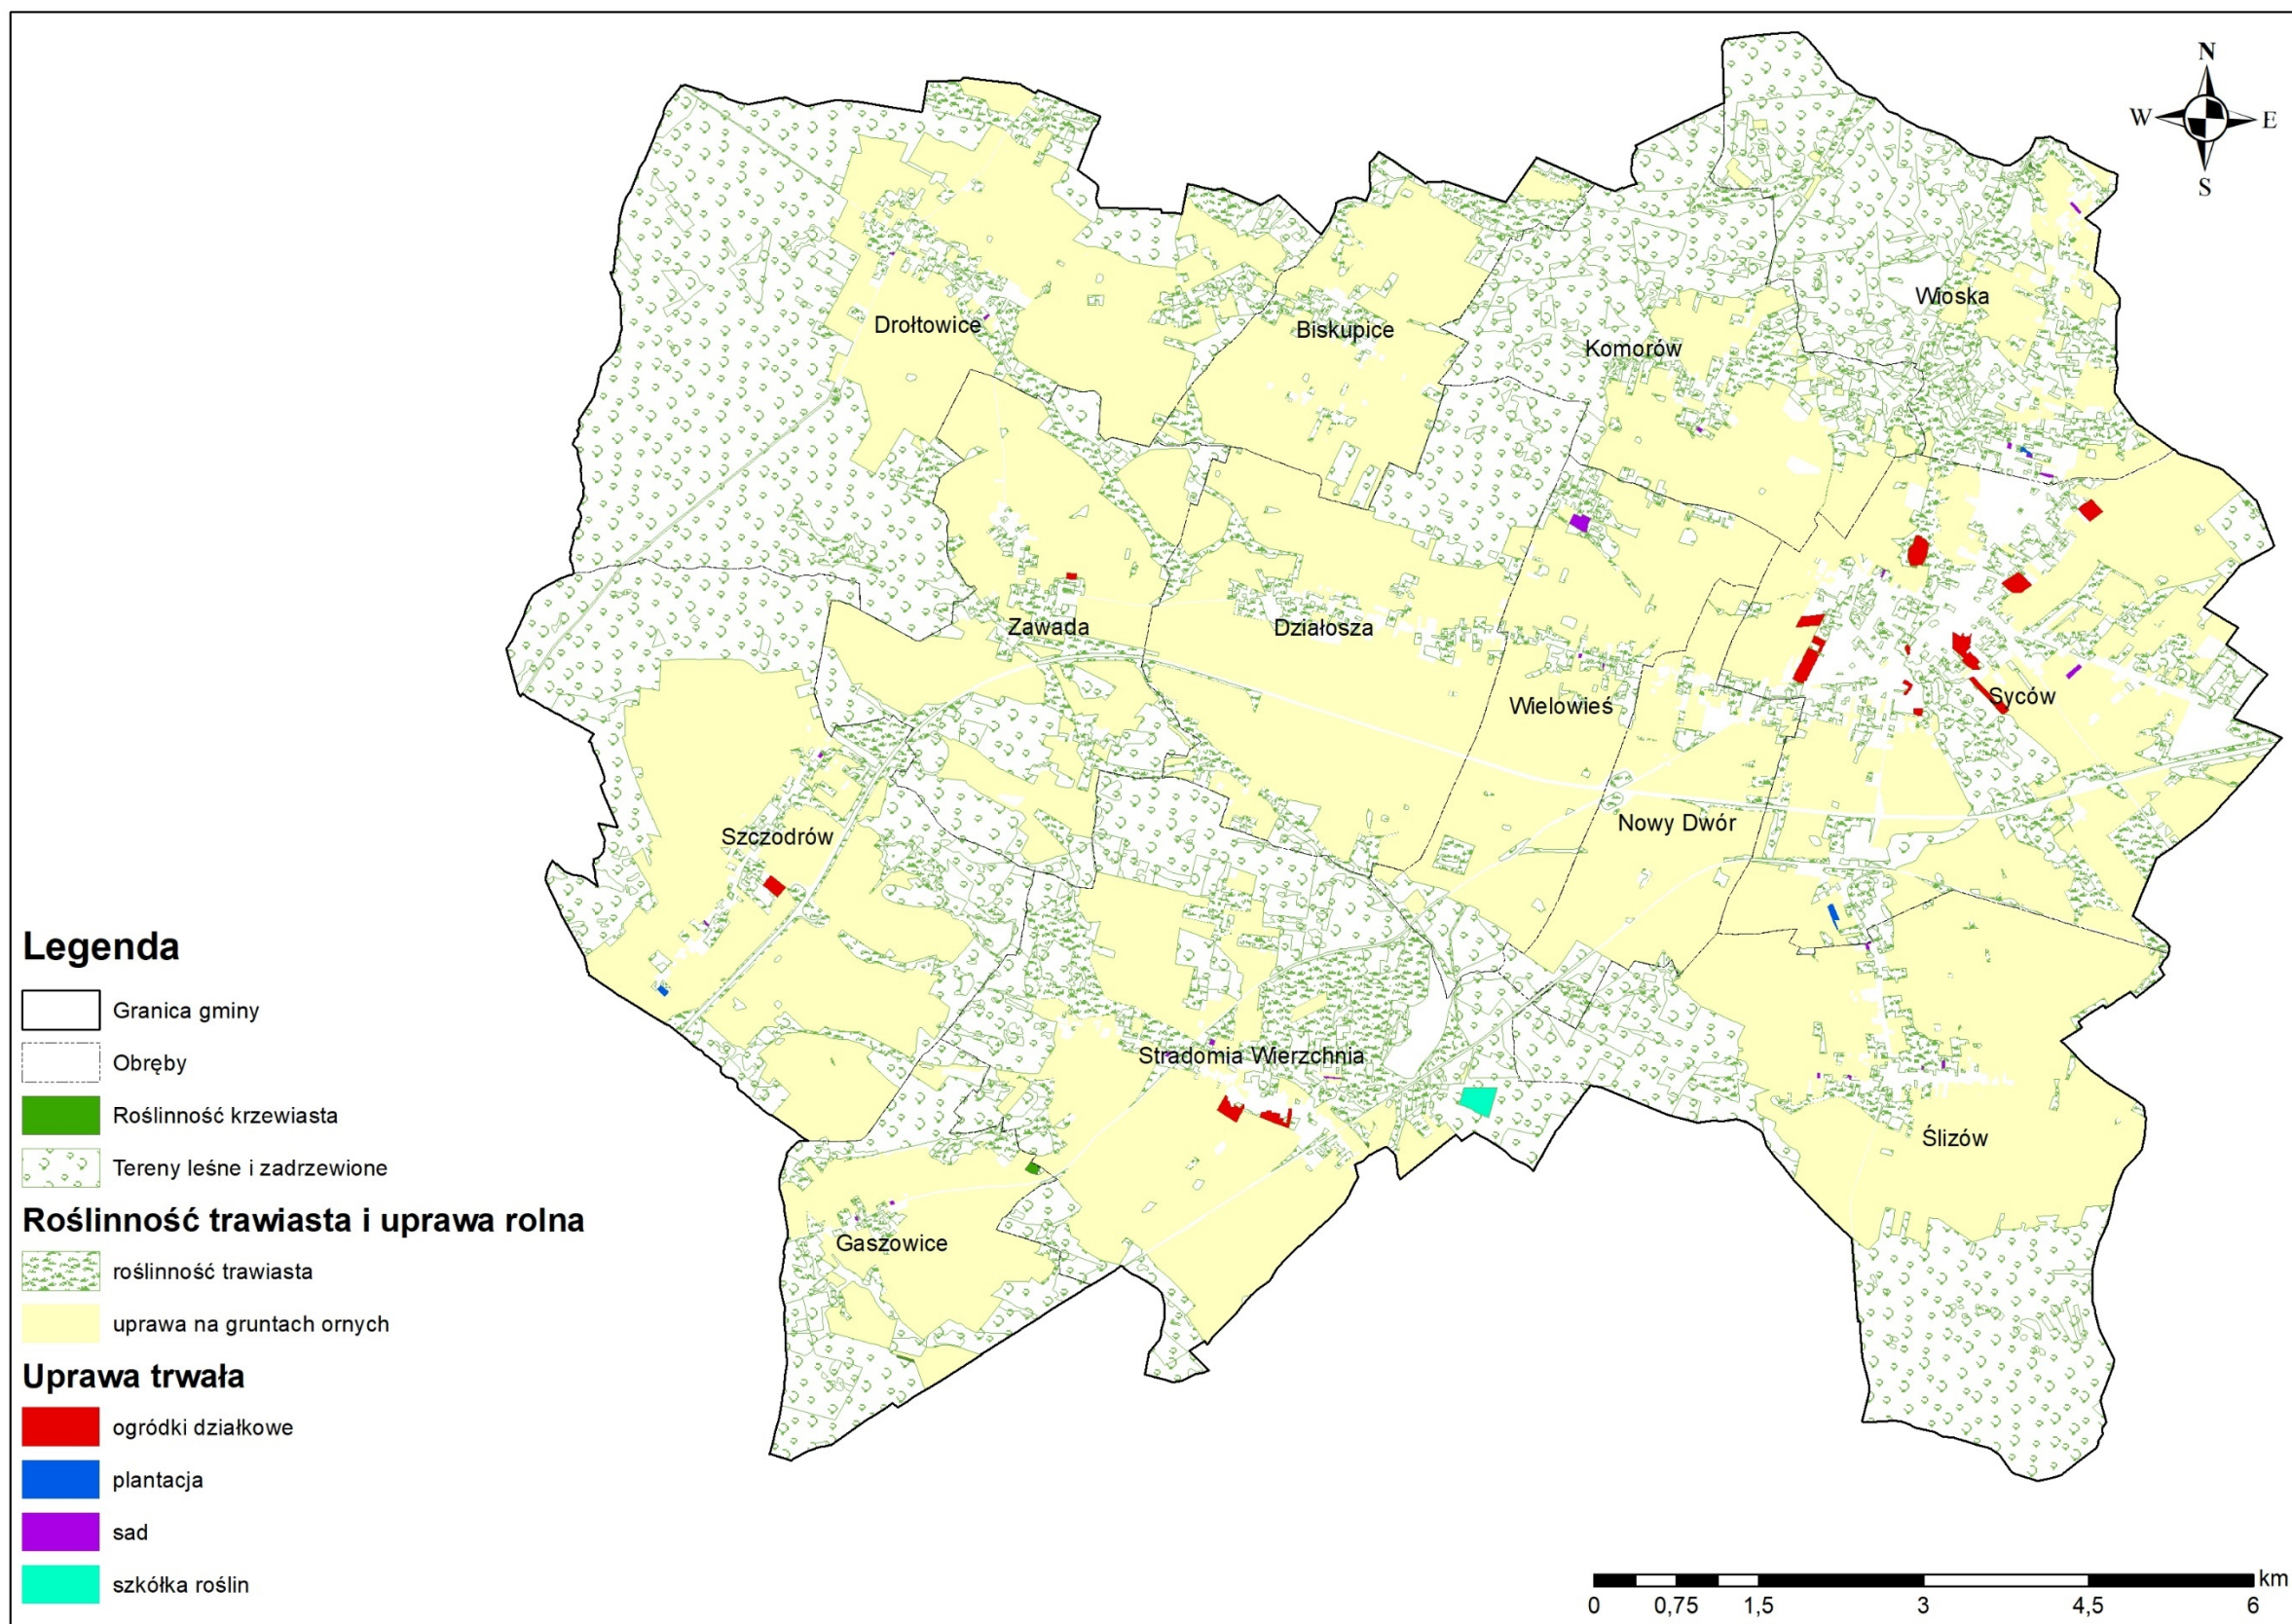 N
W E
S
Wioska
Drołtowice
Biskupice
Komorów
Zawada
Działosza
Syców
Wielowieś
Nowy Dwór
Szczodrów
Stradomia Wierzchnia
Ślizów
Gaszowice
Legenda
Granica gminy
Obręby
Roślinność krzewiasta
Tereny leśne i zadrzewione
Roślinność trawiasta i uprawa rolna
roślinność trawiasta
uprawa na gruntach ornych
Uprawa trwała
ogródki działkowe
plantacja
sad
szkółka roślin
km
0 0,75 1,5 3 4,5 6